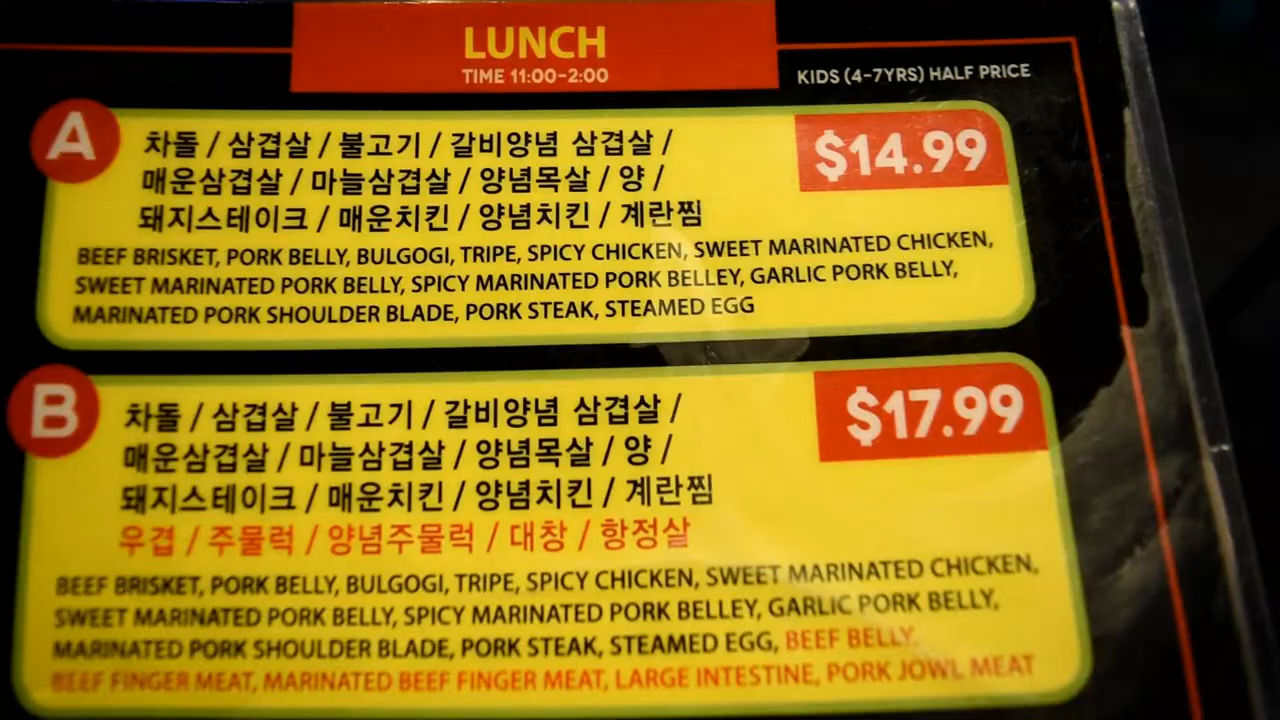 LUNCH
TIME 11:00-2:00
KIDS (4-7YRS) HALF PRICE
A
차돌 / 삼겹살 / 불고기 / 갈비양념 삼겹살 /
$14.99
매운삼겹살 / 마늘삼겹살 / 양념목살 / 양 /
돼지스테이크 / 매운치킨 / 양념치킨 / 계란찜
BEEF BRISKET, PORK BELLY, BULGOGI, TRIPE, SPICY CHICKEN, SWEET MARINATED CHICKEN,
SWEET MARINATED PORK BELLY, SPICY MARINATED PORK BELLEY, GARLIC PORK BELLY,
MARINATED PORK SHOULDER BLADE, PORK STEAK, STEAMED EGG
B
차돌 / 삼겹살 / 불고기 / 갈비양념 삼겹살 /
$17.99
매운삼겹살 / 마늘삼겹살 / 양념목살 / 양 /
돼지스테이크 / 매운치킨 / 양념치킨 / 계란찜
우겹 / 주물럭 / 양념주물럭 / 대창 / 항정살
BEEF BRISKET, PORK BELLY, BULGOGI, TRIPE, SPICY CHICKEN, SWEET MARINATED CHICKEN,
SWEET MARINATED PORK BELLY, SPICY MARINATED PORK BELLEY, GARLIC PORK BELLY,
MARINATED PORK SHOULDER BLADE, PORK STEAK, STEAMED EGG, BEEF BELLY,
BEEF FINGER MEAT, MARINATED BEEF FINGER MEAT, LARGE INTESTINE, PORK JOWL MEAT